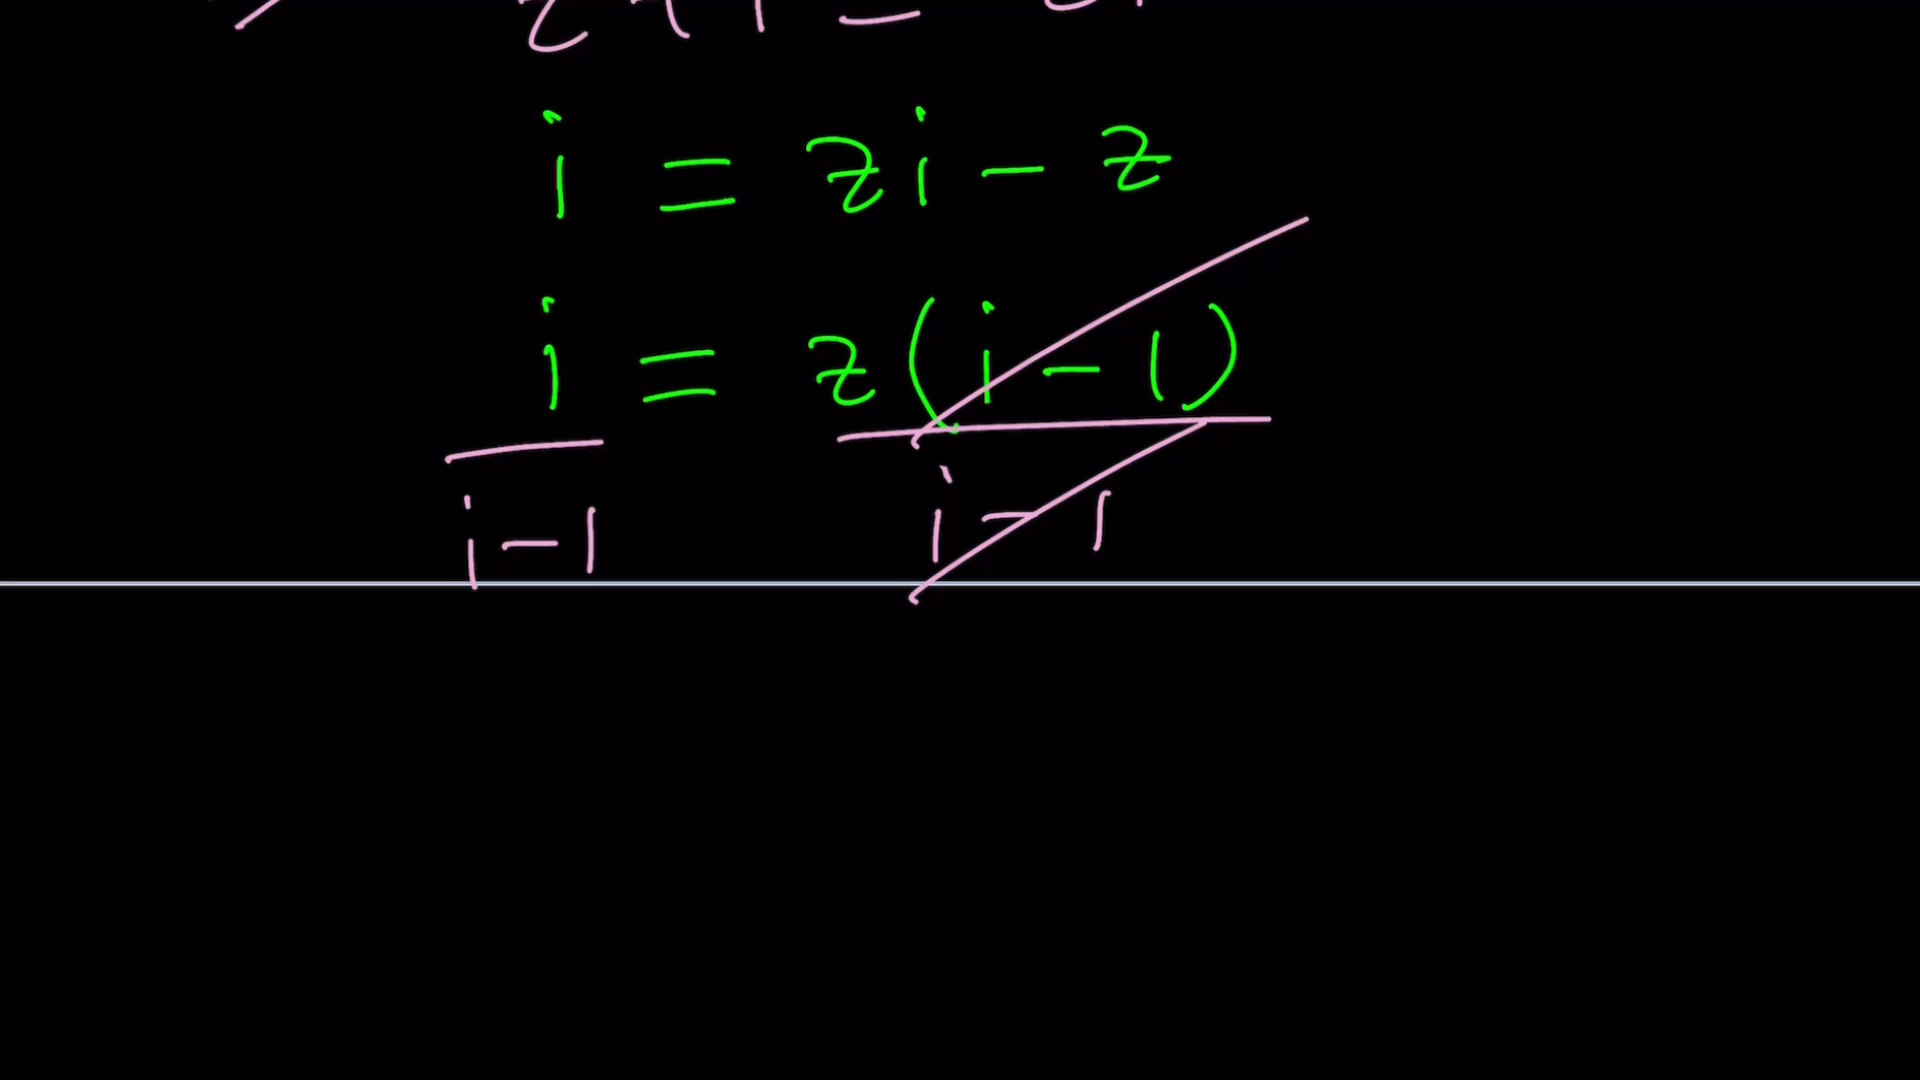 i = zi - z
i = z(i - 1)
i - 1 i - 1